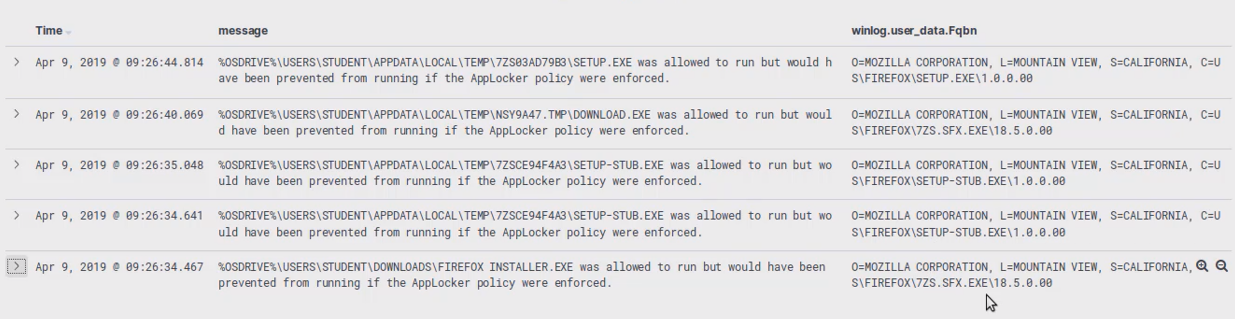 Time message winlog.user_data.Fqbn
Apr 9, 2019 @ 09:26:44.814 %OSDRIVE%\USERS\STUDENT\APPDATA\LOCAL\TEMP\7ZS03AD79B3\SETUP.EXE was allowed to run but would h O=MOZILLA CORPORATION, L=MOUNTAIN VIEW, S=CALIFORNIA, C=U
ave been prevented from running if the AppLocker policy were enforced. S\FIREFOX\SETUP.EXE\1.0.0.00
Apr 9, 2019 @ 09:26:40.069 %OSDRIVE%\USERS\STUDENT\APPDATA\LOCAL\TEMP\NSY9A47.TMP\DOWNLOAD.EXE was allowed to run but woul O=MOZILLA CORPORATION, L=MOUNTAIN VIEW, S=CALIFORNIA, C=U
d have been prevented from running if the AppLocker policy were enforced. S\FIREFOX\7ZS.SFX.EXE\18.5.0.00
Apr 9, 2019 @ 09:26:35.048 %OSDRIVE%\USERS\STUDENT\APPDATA\LOCAL\TEMP\7ZSCE94F4A3\SETUP-STUB.EXE was allowed to run but wo O=MOZILLA CORPORATION, L=MOUNTAIN VIEW, S=CALIFORNIA, C=U
uld have been prevented from running if the AppLocker policy were enforced. S\FIREFOX\SETUP-STUB.EXE\1.0.0.00
Apr 9, 2019 @ 09:26:34.641 %OSDRIVE%\USERS\STUDENT\APPDATA\LOCAL\TEMP\7ZSCE94F4A3\SETUP-STUB.EXE was allowed to run but wo O=MOZILLA CORPORATION, L=MOUNTAIN VIEW, S=CALIFORNIA, C=U
uld have been prevented from running if the AppLocker policy were enforced. S\FIREFOX\SETUP-STUB.EXE\1.0.0.00
Apr 9, 2019 @ 09:26:34.467 %OSDRIVE%\USERS\STUDENT\DOWNLOADS\FIREFOX INSTALLER.EXE was allowed to run but would have been O=MOZILLA CORPORATION, L=MOUNTAIN VIEW, S=CALIFORNIA,
prevented from running if the AppLocker policy were enforced. S\FIREFOX\7ZS.SFX.EXE\18.5.0.00